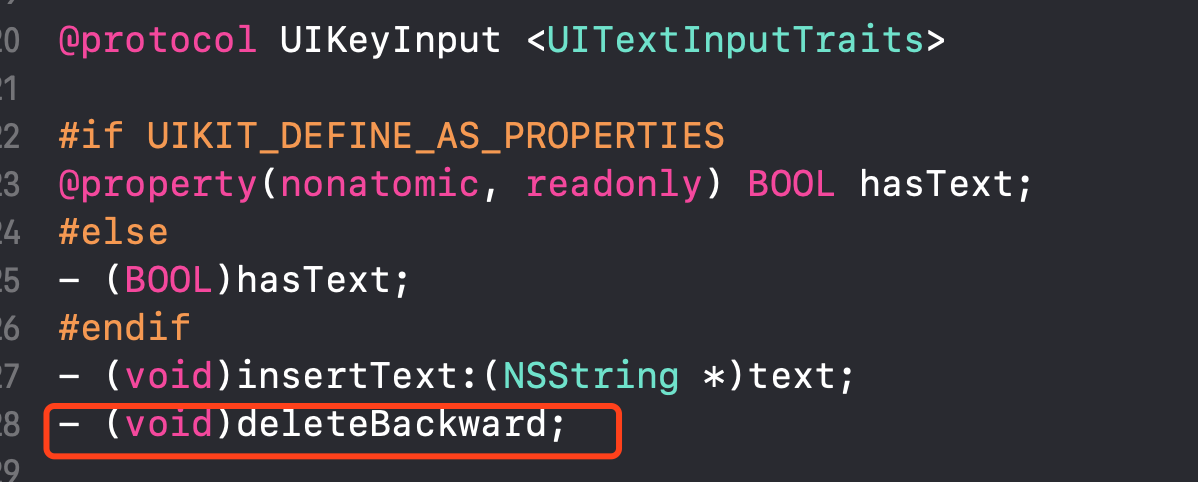 20 @protocol UIKeyInput <UITextInputTraits>
21
22 #if UIKIT_DEFINE_AS_PROPERTIES
23 @property(nonatomic, readonly) BOOL hasText;
24 #else
25 - (BOOL)hasText;
26 #endif
27 - (void)insertText:(NSString *)text;
28 - (void)deleteBackward;
29